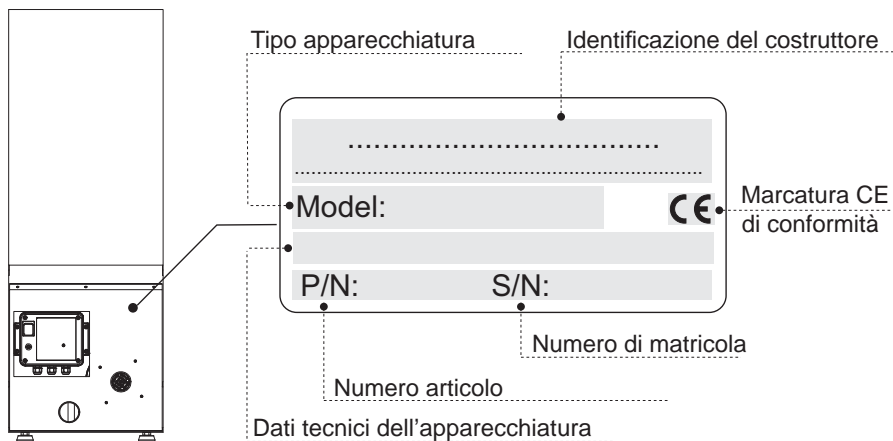 Tipo apparecchiatura
Identificazione del costruttore
..................................
..................................................................................
Model:
CE
Marcatura CE
di conformità
P/N:
S/N:
Numero di matricola
Numero articolo
Dati tecnici dell'apparecchiatura